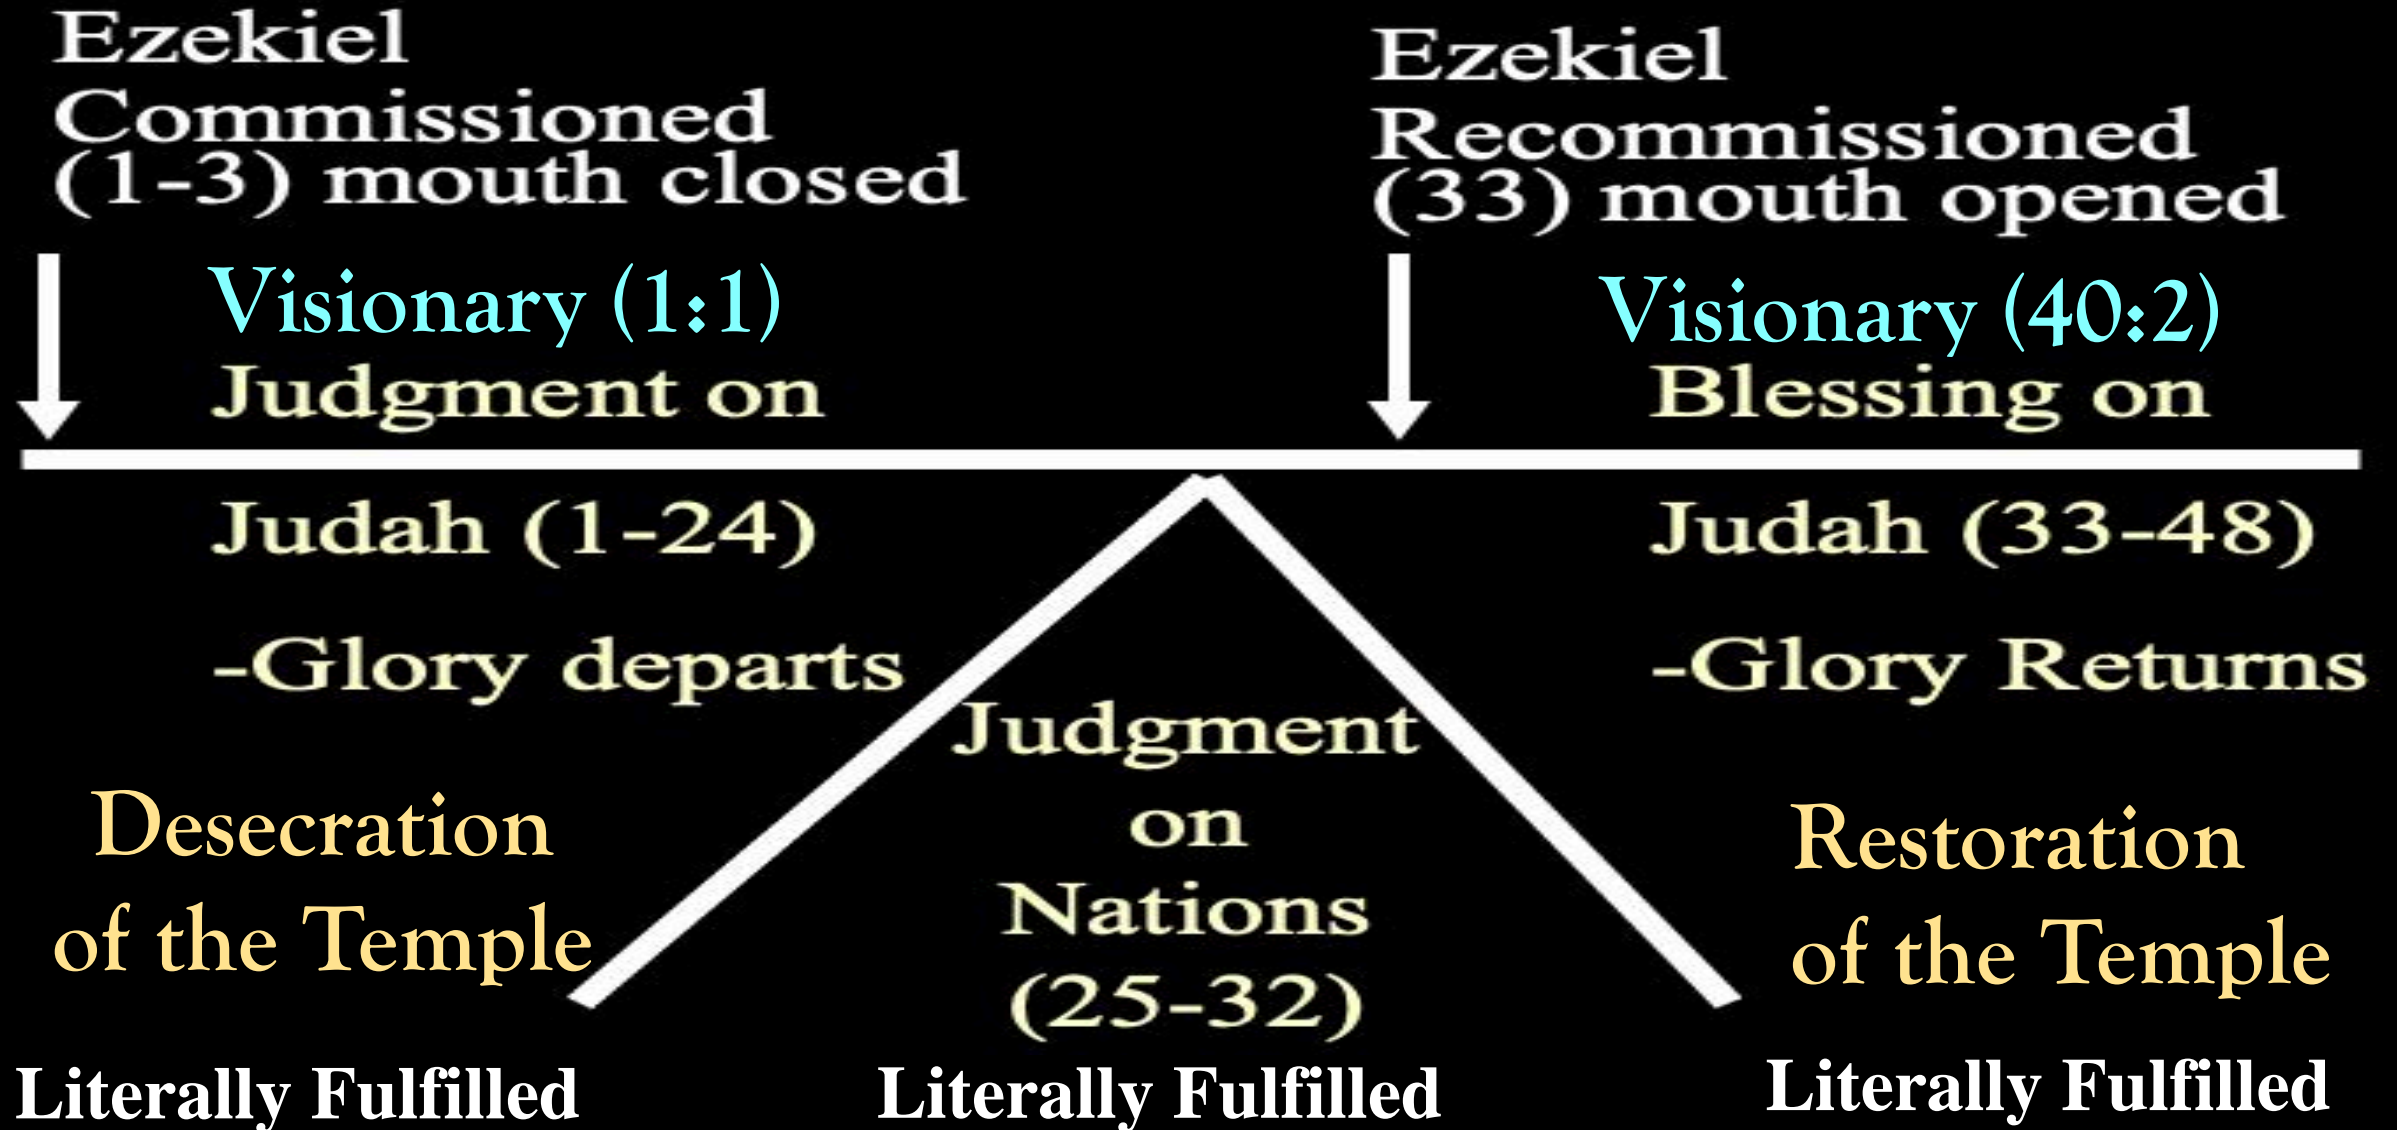 Ezekiel
Commissioned
(1-3) mouth closed
Visionary (1:1)
Judgment on
Judah (1-24)
-Glory departs
Desecration
of the Temple
Literally Fulfilled
Judgment
on
Nations
(25-32)
Literally Fulfilled
Ezekiel
Recommissioned
(33) mouth opened
Visionary (40:2)
Blessing on
Judah (33-48)
-Glory Returns
Restoration
of the Temple
Literally Fulfilled